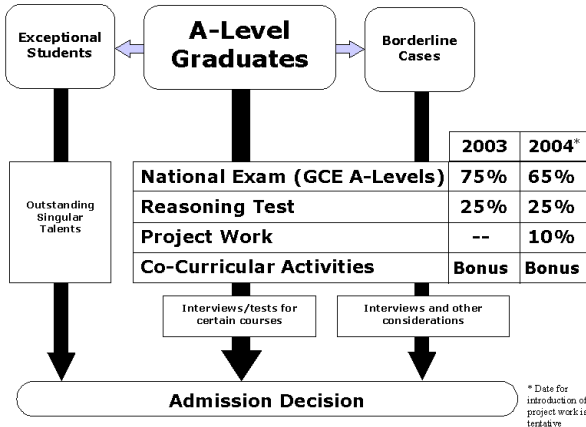 Exceptional
Students
A-Level
Graduates
Borderline
Cases
2003 2004*
Outstanding
Singular
Talents
National Exam (GCE A-Levels) 75% 65%
Reasoning Test 25% 25%
Project Work -- 10%
Co-Curricular Activities Bonus Bonus
Interviews/tests for
certain courses
Interviews and other
considerations
Admission Decision
* Date for
introduction of
project work is
tentative